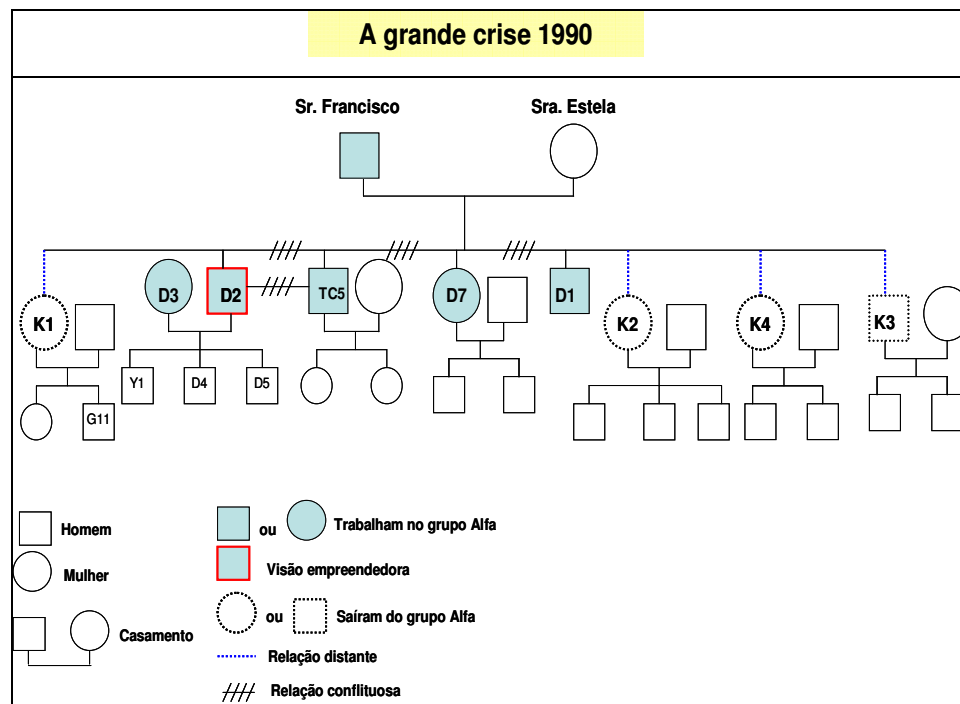 A grande crise 1990
Sr. Francisco
Sra. Estela
K1
D3
D2
TC5
D7
D1
K2
K4
K3
Y1
D4
D5
G11
Homem
Mulher
Casamento
ou
Trabalham no grupo Alfa
Visão empreendedora
ou
Saíram do grupo Alfa
Relação distante
Relação conflituosa